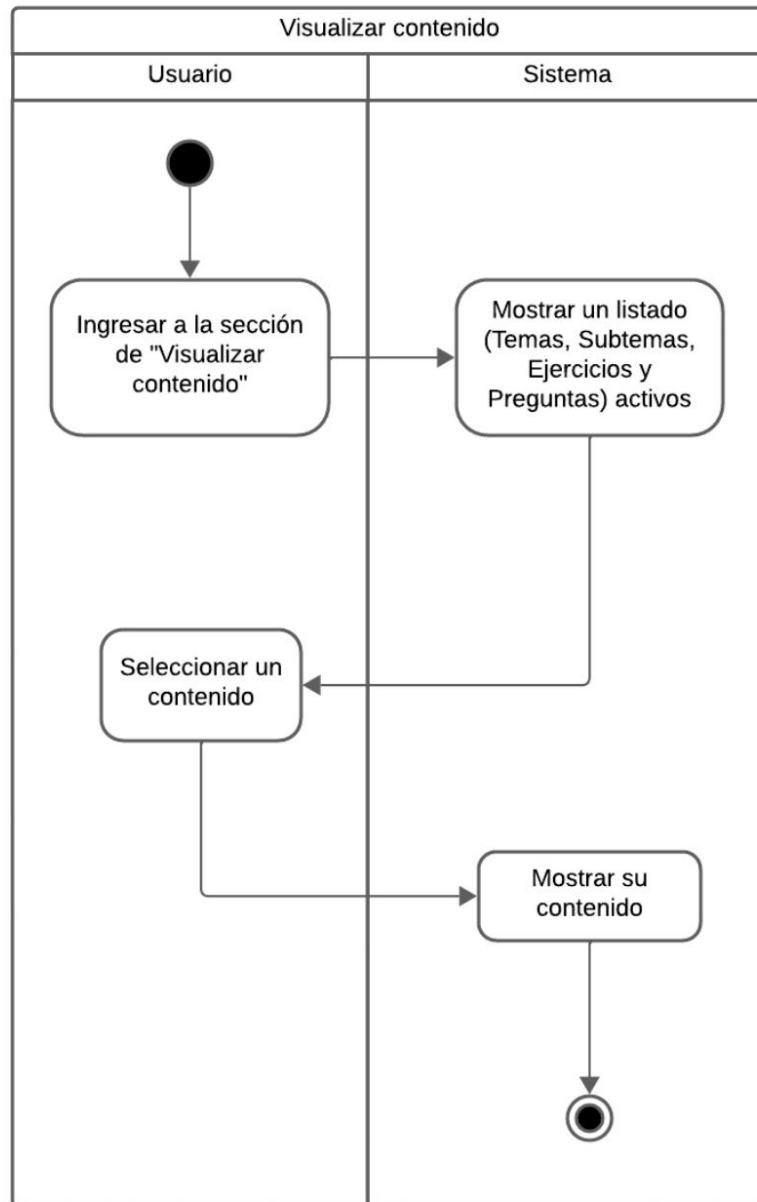 Visualizar contenido
Usuario
Sistema
Ingresar a la sección
de "Visualizar
contenido"
Mostrar un listado
(Temas, Subtemas,
Ejercicios y
Preguntas) activos
Seleccionar un
contenido
Mostrar su
contenido